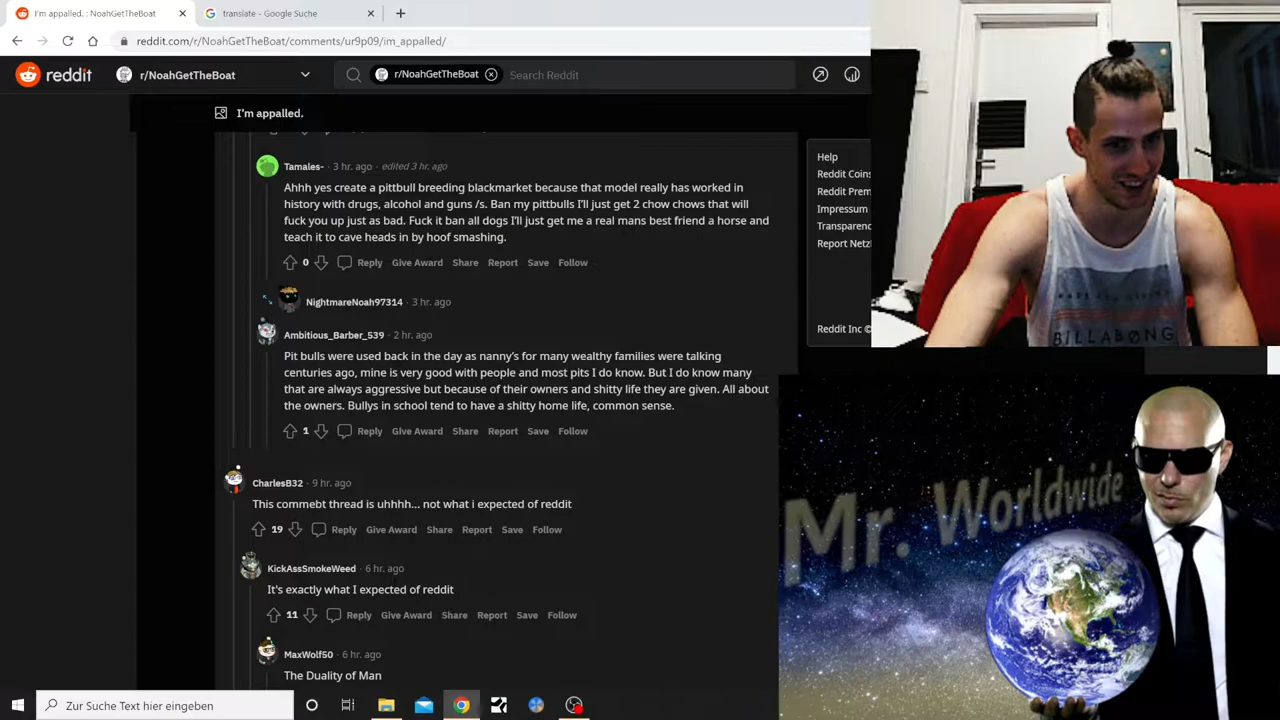 I'm appalled. : NoahGetTheBoat
translate - Google Suche
reddit.com/r/NoahGetTheBoat/comments/ur9p09/im_appalled/
reddit
r/NoahGetTheBoat
r/NoahGetTheBoat
Search Reddit
I'm appalled.
Tamales- · 3 hr. ago · edited 3 hr. ago
Ahhh yes create a pitbull breeding blackmarket because that model really has worked in
history with drugs, alcohol and guns /s. Ban my pittbulls I'll just get 2 chow chows that will
fuck you up just as bad. Fuck it ban all dogs I'll just get me a real mans best friend a horse and
teach it to cave heads in by hoof smashing.
0 Reply Give Award Share Report Save Follow
NightmareNoah97314 · 3 hr. ago
Ambitious_Barber_539 · 2 hr. ago
Pit bulls were used back in the day as nanny's for many wealthy families were talking
centuries ago, mine is very good with people and most pits I do know. But I do know many
that are always aggressive but because of their owners and shitty life they are given. All about
the owners. Bullys in school tend to have a shitty home life, common sense.
1 Reply Give Award Share Report Save Follow
CharlesB32 · 9 hr. ago
This commebt thread is uhhhh... not what i expected of reddit
19 Reply Give Award Share Report Save Follow
KickAssSmokeWeed · 6 hr. ago
It's exactly what I expected of reddit
11 Reply Give Award Share Report Save Follow
MaxWolf50 · 6 hr. ago
The Duality of Man
Help
Reddit Coins
Reddit Prem
Impressum
Transparenc
Report Netz
Reddit Inc ©
BILLABONG
Mr. Worldwide
Zur Suche Text hier eingeben